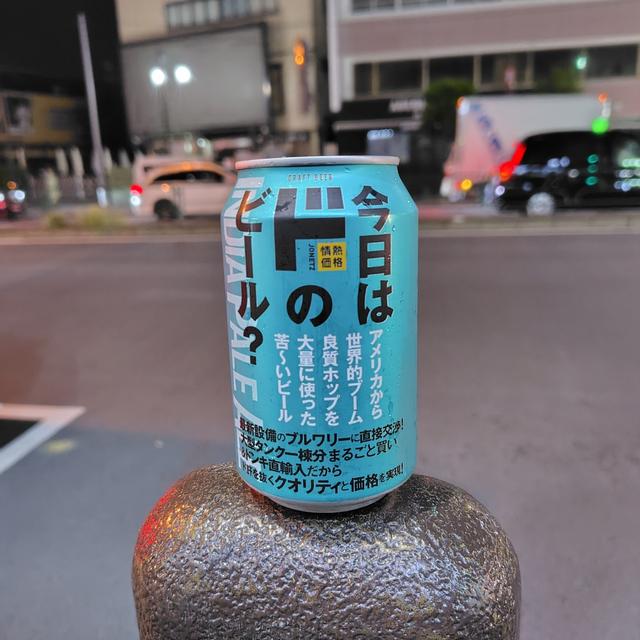 CRAFT BEER
今日は
ドの
ビール?
JONETZ
情熱
価格
INDIA PALE
アメリカから
世界的ブーム
良質ホップを
大量に使った
苦〜いビール
最新設備のブルワリーに直接交渉!
大型タンク一棟分まるごと買い
ドンキ直輸入だから
度肝を抜くクオリティと価格を実現!